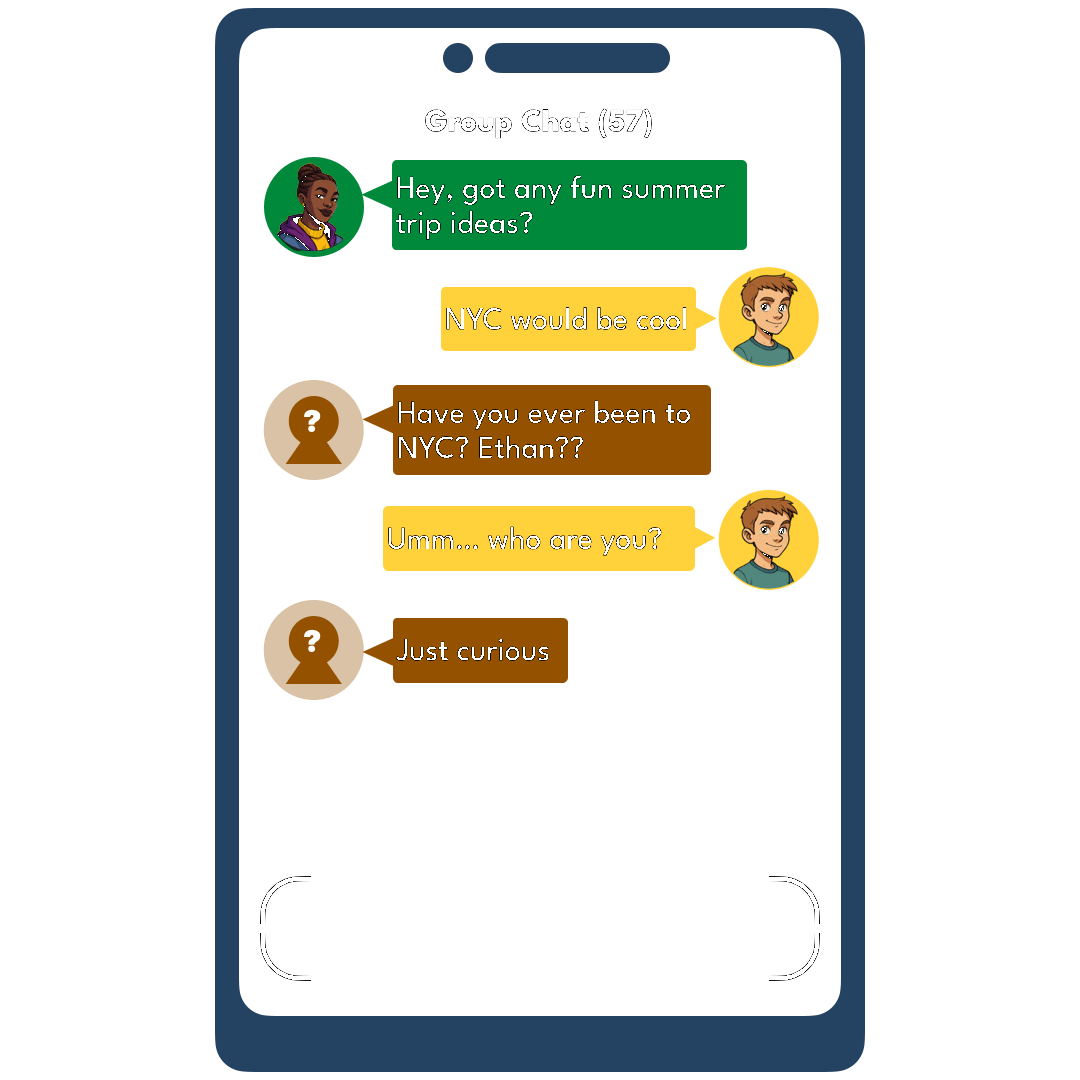 Group Chat (57)
Hey, got any fun summer
trip ideas?
NYC would be cool
?
Have you ever been to
NYC? Ethan??
Umm... who are you?
?
Just curious